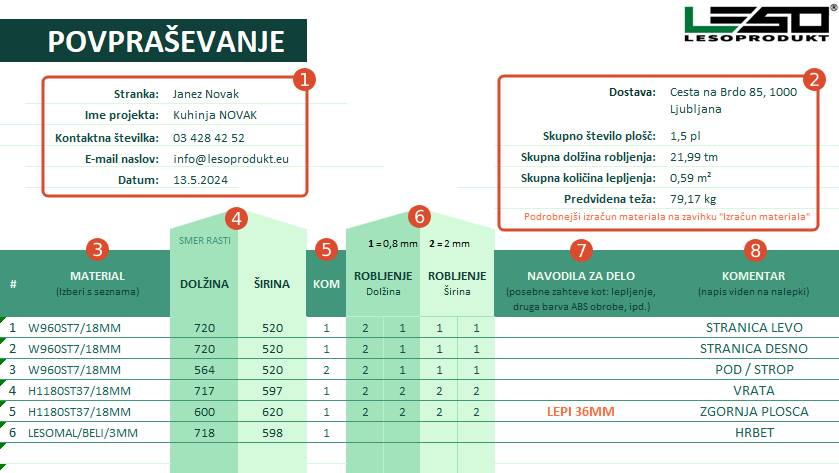 POVPRAŠEVANJE
LESO®
LESOPRODUKT
1
Stranka: Janez Novak
Ime projekta: Kuhinja NOVAK
Kontaktna številka: 03 428 42 52
E-mail naslov: info@lesoprodukt.eu
Datum: 13.5.2024
2
Dostava: Cesta na Brdo 85, 1000
Ljubljana
Skupno število plošč: 1,5 pl
Skupna dolžina robljenja: 21,99 tm
Skupna količina lepljenja: 0,59 m²
Predvidena teža: 79,17 kg
Podrobnejši izračun materiala na zavihku "Izračun materiala"
3 4 5 6 7 8
SMER RASTI 1 = 0,8 mm 2 = 2 mm
# MATERIAL DOLŽINA ŠIRINA KOM ROBLJENJE ROBLJENJE NAVODILA ZA DELO KOMENTAR
(Izberi s seznama) Dolžina Širina (posebne zahteve kot: lepljenje, (napis viden na nalepki)
druga barva ABS obrobe, ipd.)
1 W960ST7/18MM 720 520 1 2 1 1 1 STRANICA LEVO
2 W960ST7/18MM 720 520 1 2 1 1 1 STRANICA DESNO
3 W960ST7/18MM 564 520 2 2 1 1 1 POD / STROP
4 H1180ST37/18MM 717 597 1 2 2 2 2 VRATA
5 H1180ST37/18MM 600 620 1 2 2 2 2 LEPI 36MM ZGORNJA PLOSCA
6 LESOMAL/BELI/3MM 718 598 1 HRBET